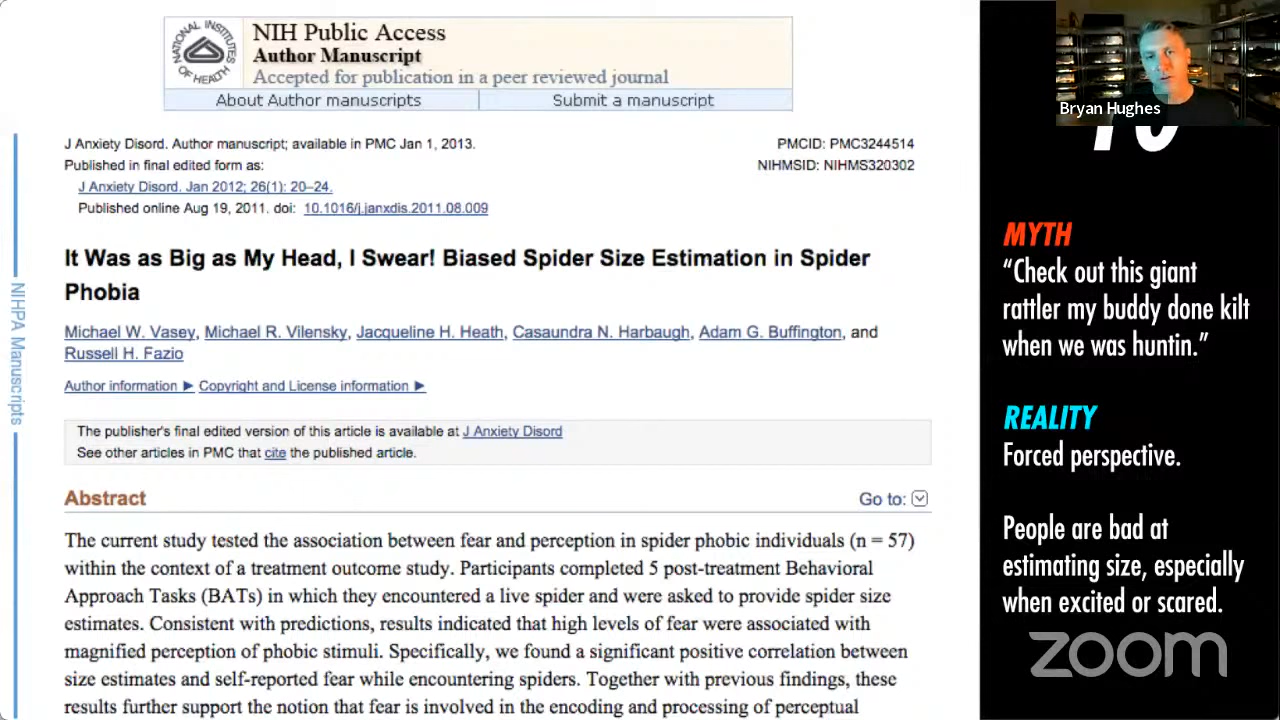 NATIONAL INSTITUTES OF HEALTH
NIH Public Access
Author Manuscript
Accepted for publication in a peer reviewed journal
About Author manuscripts
Submit a manuscript
J Anxiety Disord. Author manuscript; available in PMC Jan 1, 2013.
PMCID: PMC3244514
Published in final edited form as:
NIHMSID: NIHMS320302
J Anxiety Disord. Jan 2012; 26(1): 20–24.
Published online Aug 19, 2011. doi: 10.1016/j.janxdis.2011.08.009
It Was as Big as My Head, I Swear! Biased Spider Size Estimation in Spider
Phobia
Michael W. Vasey, Michael R. Vilensky, Jacqueline H. Heath, Casaundra N. Harbaugh, Adam G. Buffington, and
Russell H. Fazio
Author information ► Copyright and License information ►
The publisher's final edited version of this article is available at J Anxiety Disord
See other articles in PMC that cite the published article.
Abstract
Go to:
The current study tested the association between fear and perception in spider phobic individuals (n = 57)
within the context of a treatment outcome study. Participants completed 5 post-treatment Behavioral
Approach Tasks (BATs) in which they encountered a live spider and were asked to provide spider size
estimates. Consistent with predictions, results indicated that high levels of fear were associated with
magnified perception of phobic stimuli. Specifically, we found a significant positive correlation between
size estimates and self-reported fear while encountering spiders. Together with previous findings, these
results further support the notion that fear is involved in the encoding and processing of perceptual
NIHPA Manuscripts
Bryan Hughes
MYTH
“Check out this giant
rattler my buddy done kilt
when we was huntin.”
REALITY
Forced perspective.
People are bad at
estimating size, especially
when excited or scared.
zoom